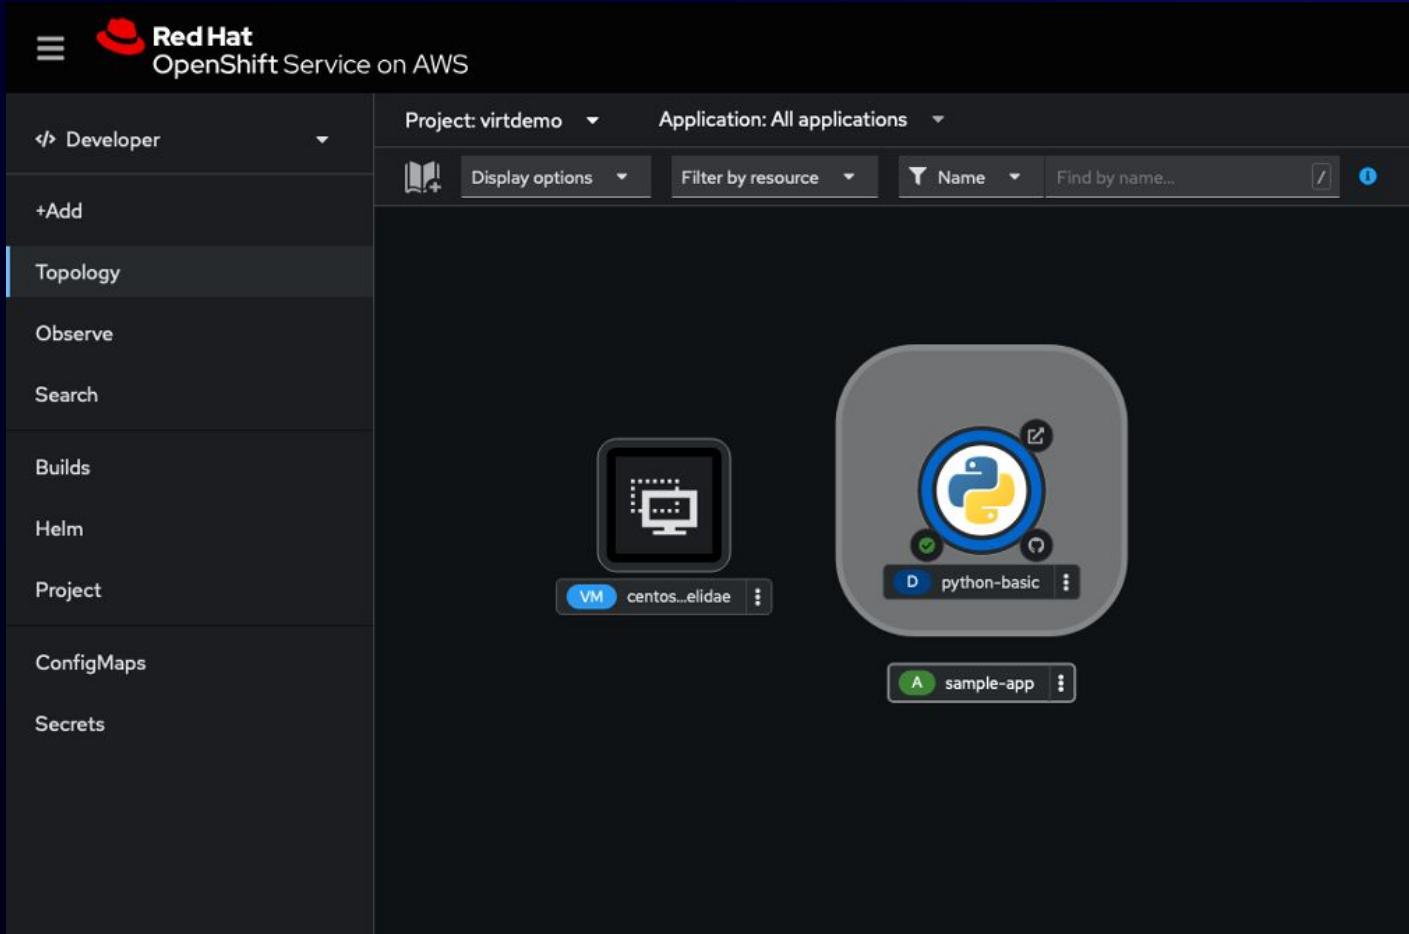 Red Hat
OpenShift Service on AWS
</> Developer
Project: virtdemo
Application: All applications
Display options
Filter by resource
Name
Find by name...
/
+Add
Topology
Observe
Search
Builds
Helm
Project
ConfigMaps
Secrets
VM centos...elidae
D python-basic
A sample-app